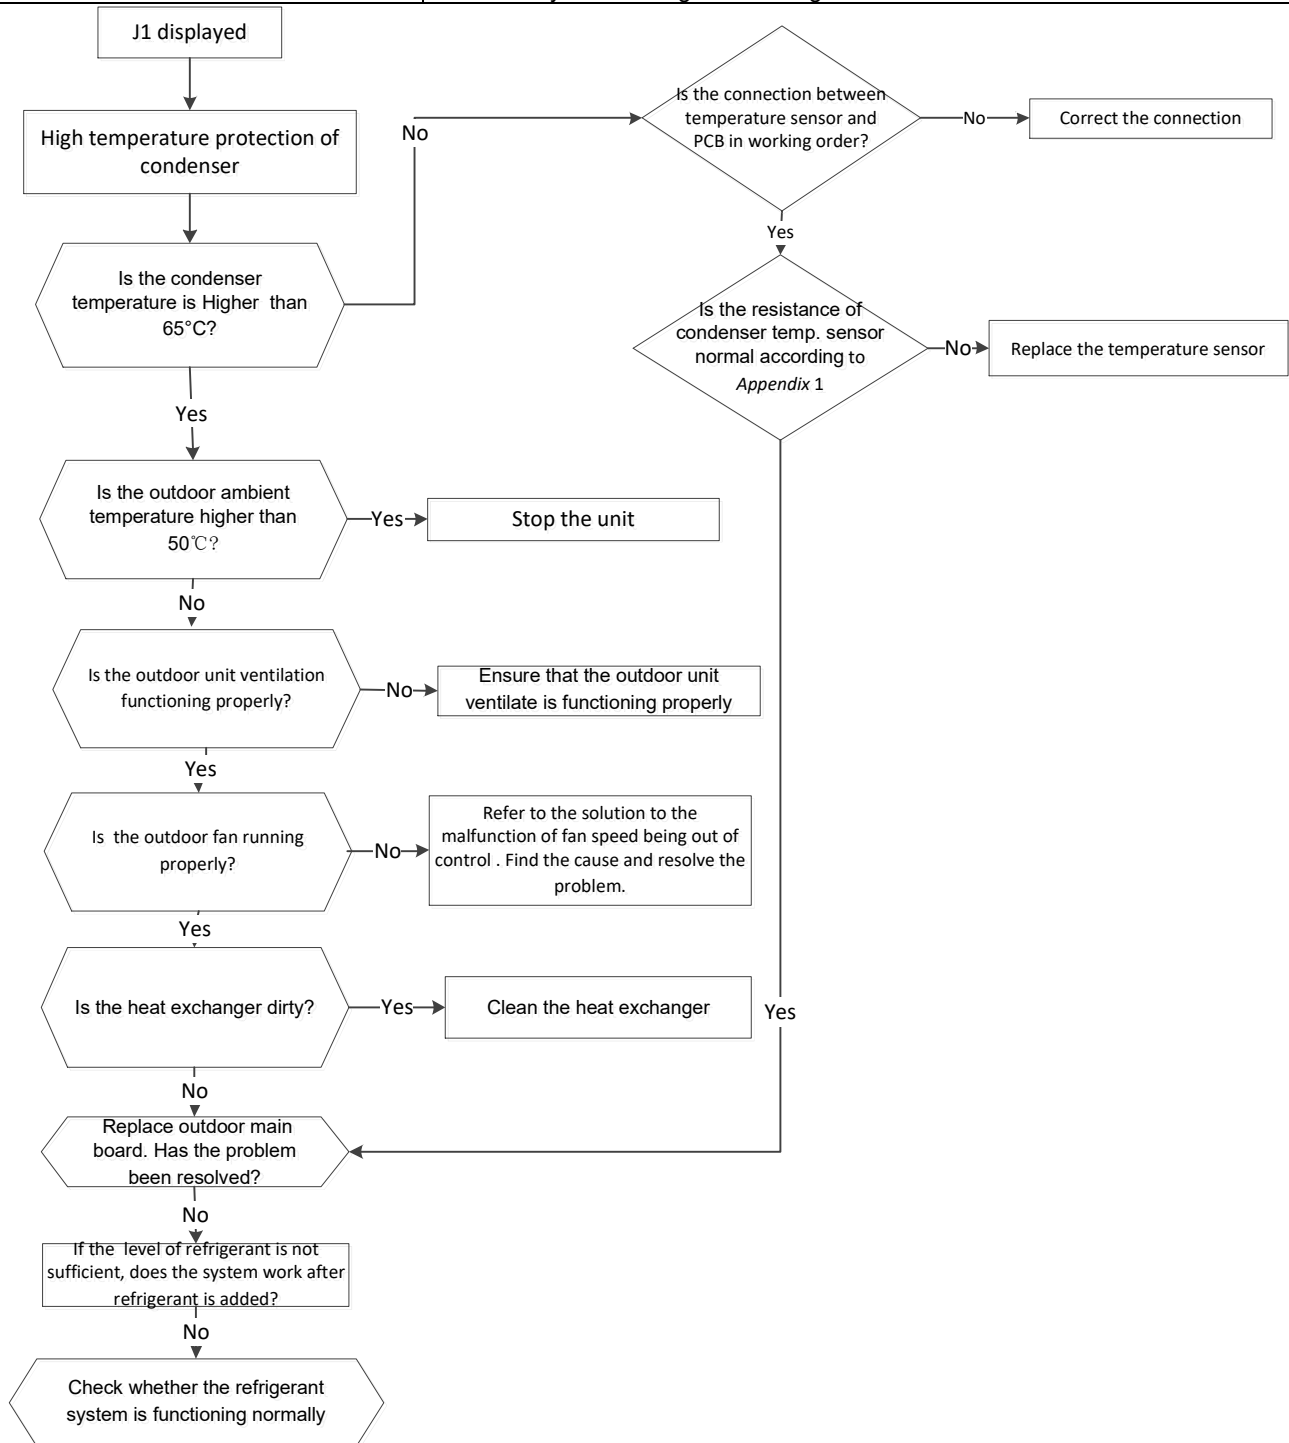 J1 displayed
High temperature protection of
condenser
Is the condenser
temperature is Higher than
65°C?
No
Is the connection between
temperature sensor and
PCB in working order?
No
Correct the connection
Yes
Is the resistance of
condenser temp. sensor
normal according to
Appendix 1
No
Replace the temperature sensor
Yes
Is the outdoor ambient
temperature higher than
50℃?
Yes
Stop the unit
No
Is the outdoor unit ventilation
functioning properly?
No
Ensure that the outdoor unit
ventilate is functioning properly
Yes
Is the outdoor fan running
properly?
No
Refer to the solution to the
malfunction of fan speed being out of
control . Find the cause and resolve the
problem.
Yes
Is the heat exchanger dirty?
Yes
Clean the heat exchanger
Yes
No
Replace outdoor main
board. Has the problem
been resolved?
No
If the level of refrigerant is not
sufficient, does the system work after
refrigerant is added?
No
Check whether the refrigerant
system is functioning normally